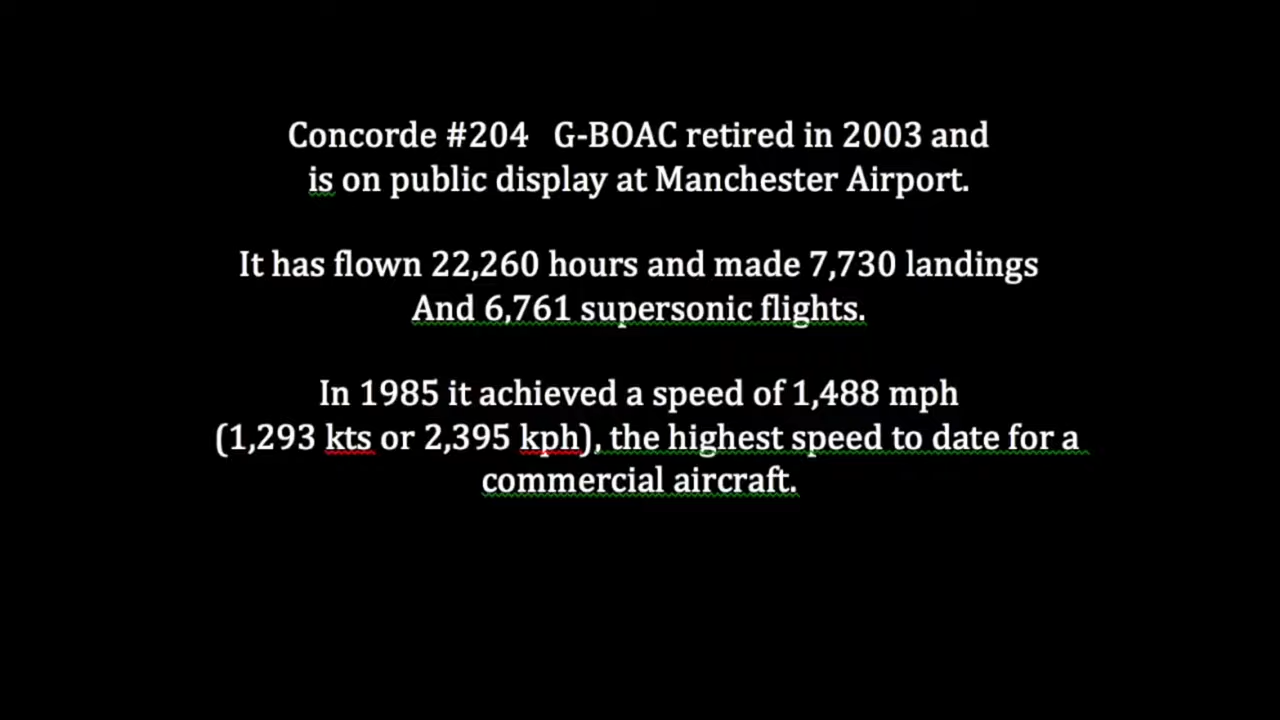 Concorde #204 G-BOAC retired in 2003 and
is on public display at Manchester Airport.
It has flown 22,260 hours and made 7,730 landings
And 6,761 supersonic flights.
In 1985 it achieved a speed of 1,488 mph
(1,293 kts or 2,395 kph), the highest speed to date for a
commercial aircraft.